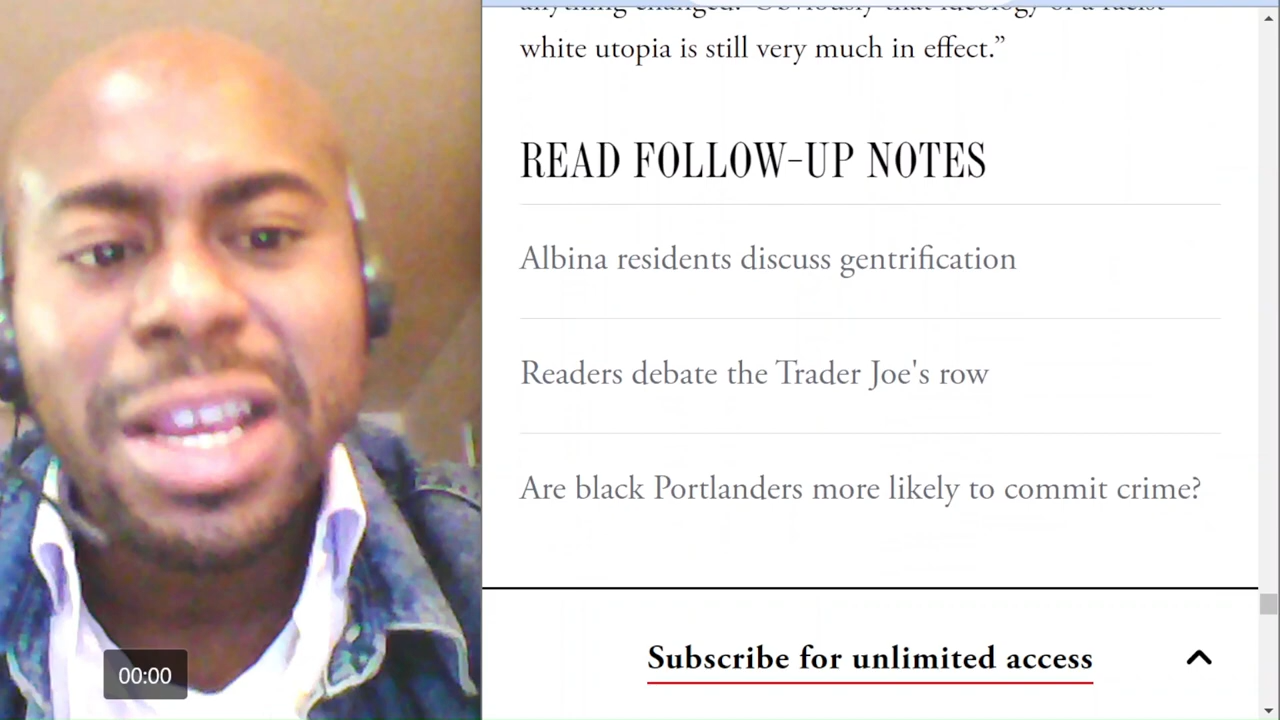 white utopia is still very much in effect.”
READ FOLLOW-UP NOTES
Albina residents discuss gentrification
Readers debate the Trader Joe's row
Are black Portlanders more likely to commit crime?
Subscribe for unlimited access
00:00